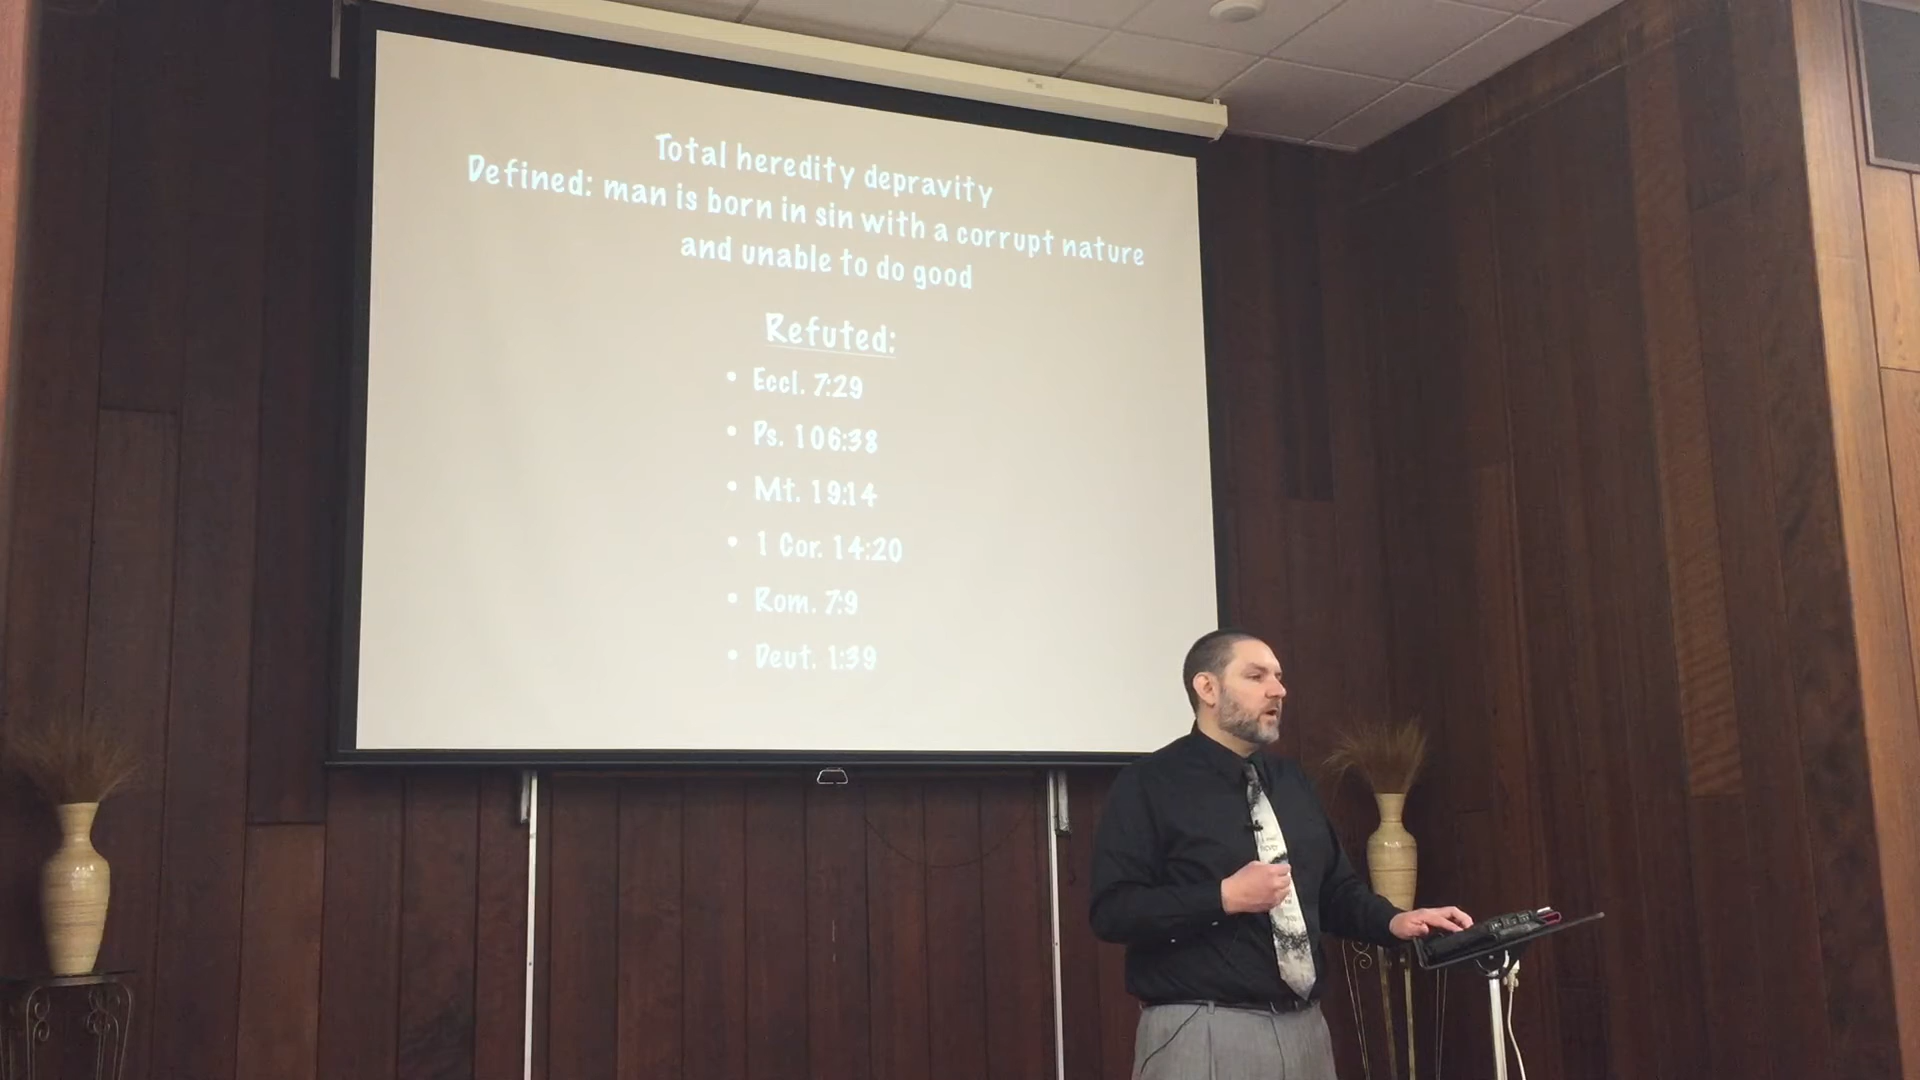 Total heredity depravity
Defined: man is born in sin with a corrupt nature
and unable to do good
Refuted:
• Eccl. 7:29
• Ps. 106:38
• Mt. 19:14
• 1 Cor. 14:20
• Rom. 7:9
• Deut. 1:39